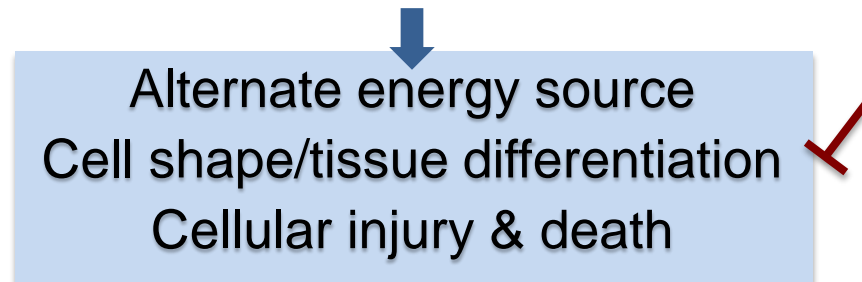 Alternate energy source
Cell shape/tissue differentiation
Cellular injury & death